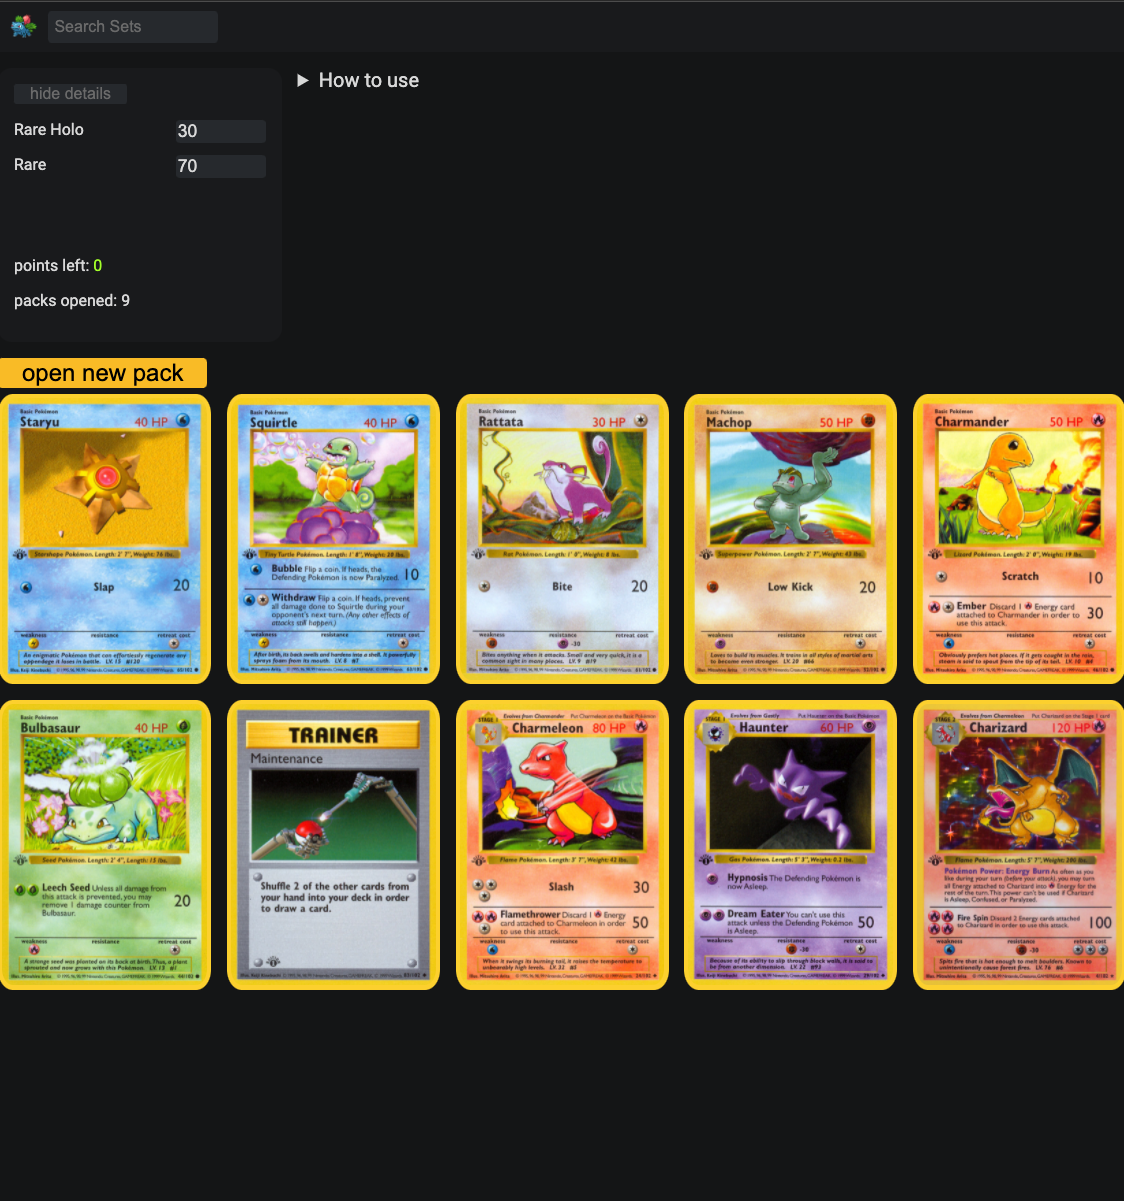 Search Sets
How to use
hide details
Rare Holo 30
Rare 70
points left: 0
packs opened: 9
open new pack
Basic Pokémon
Staryu 40 HP
Starshape Pokémon. Length: 2' 7", Weight: 76 lbs.
Slap 20
weakness resistance retreat cost
An enigmatic Pokémon that can effortlessly regenerate any
appendage it loses in battle. LV. 15 #120
Basic Pokémon
Squirtle 40 HP
Tiny Turtle Pokémon. Length: 1' 8", Weight: 20 lbs.
Bubble Flip a coin. If heads, the
Defending Pokémon is now Paralyzed. 10
Withdraw Flip a coin. If heads, prevent
all damage done to Squirtle during your
opponent's next turn. (Any other effects of
attacks still happen.)
weakness resistance retreat cost
After birth, its back swells and hardens into a shell. It powerfully
sprays foam from its mouth. LV. 8 #7
Basic Pokémon
Rattata 30 HP
Rat Pokémon. Length: 1' 0", Weight: 8 lbs.
Bite 20
weakness resistance retreat cost
-30
Bites anything when it attacks. Small and very quick, it is a
common sight in many places. LV. 9 #19
Basic Pokémon
Machop 50 HP
Superpower Pokémon. Length: 2' 7", Weight: 43 lbs.
Low Kick 20
weakness resistance retreat cost
Loves to build its muscles. It trains in all styles of martial arts
to become even stronger. LV. 20 #66
Basic Pokémon
Charmander 50 HP
Lizard Pokémon. Length: 2' 0", Weight: 19 lbs.
Scratch 10
Ember Discard 1 Energy card
attached to Charmander in order to
use this attack. 30
weakness resistance retreat cost
Obviously prefers hot places. If it gets caught in the rain,
steam is said to spout from the tip of its tail. LV. 10 #4
Basic Pokémon
Bulbasaur 40 HP
Seed Pokémon. Length: 2' 4", Weight: 15 lbs.
Leech Seed Unless all damage from
this attack is prevented, you may
remove 1 damage counter from
Bulbasaur. 20
weakness resistance retreat cost
A strange seed was planted on its back at birth. Thus, a plant
sprouted and now grows with this Pokémon. LV. 13 #1
TRAINER
Maintenance
Shuffle 2 of the other cards from
your hand into your deck in order
to draw a card.
STAGE 1 Evolves from Charmander Put Charmeleon on the Basic Pokémon
Charmeleon 80 HP
Flame Pokémon. Length: 3' 7", Weight: 42 lbs.
Slash 30
Flamethrower Discard 1 Energy
card attached to Charmeleon in order
to use this attack. 50
weakness resistance retreat cost
When it swings its burning tail, it raises the temperature to
unbearably high levels. LV. 32 #5
STAGE 1 Evolves from Gastly Put Haunter on the Basic Pokémon
Haunter 60 HP
Gas Pokémon. Length: 5' 3", Weight: 0.2 lbs.
Hypnosis The Defending Pokémon is
now Asleep.
Dream Eater You can't use this
attack unless the Defending Pokémon
is Asleep. 50
weakness resistance retreat cost
-30
Because of its ability to slip through block walls, it is said to
be from another dimension. LV. 22 #93
STAGE 2 Evolves from Charmeleon Put Charizard on the Stage 1 card
Charizard 120 HP
Flame Pokémon. Length: 5' 7", Weight: 200 lbs.
Pokémon Power: Energy Burn As often as you
like during your turn (before your attack), you may turn
all Energy attached to Charizard into Energy for the
rest of the turn. This power can't be used if Charizard
is Asleep, Confused, or Paralyzed.
Fire Spin Discard 2 Energy cards attached
to Charizard in order to use this attack. 100
weakness resistance retreat cost
-30
Spits fire that is hot enough to melt boulders. Known to
unintentionally cause forest fires. LV. 76 #6